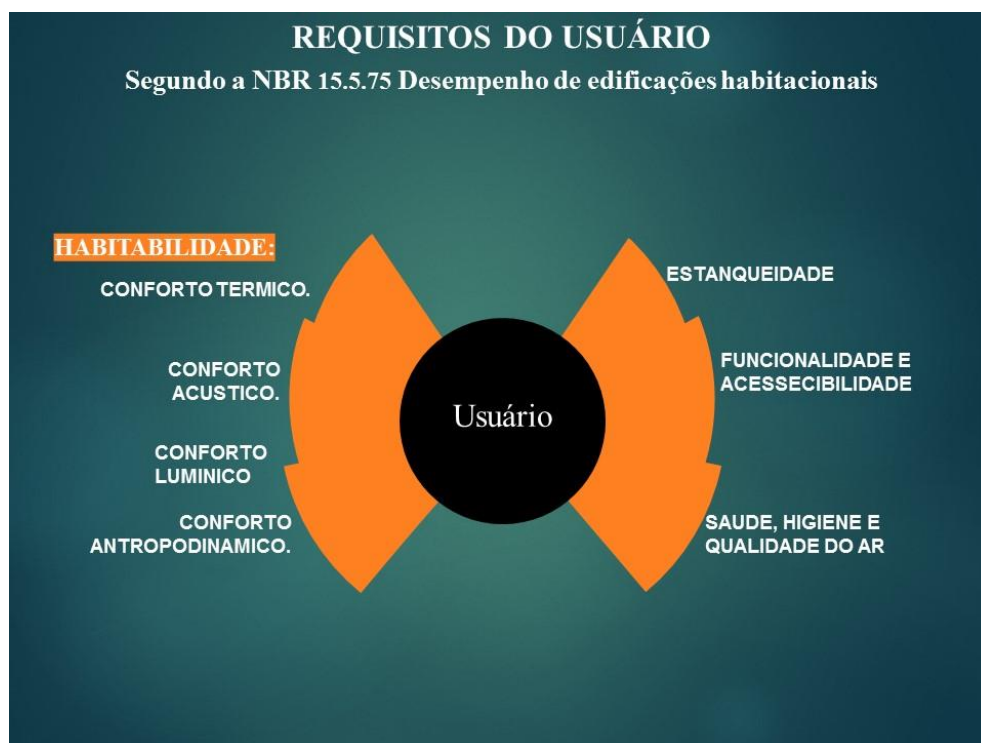 REQUISITOS DO USUÁRIO
Segundo a NBR 15.5.75 Desempenho de edificações habitacionais
HABITABILIDADE:
CONFORTO TERMICO.
CONFORTO
ACUSTICO.
CONFORTO
LUMINICO
CONFORTO
ANTROPODINAMICO.
Usuário
ESTANQUEIDADE
FUNCIONALIDADE E
ACESSECIBILIDADE
SAUDE, HIGIENE E
QUALIDADE DO AR